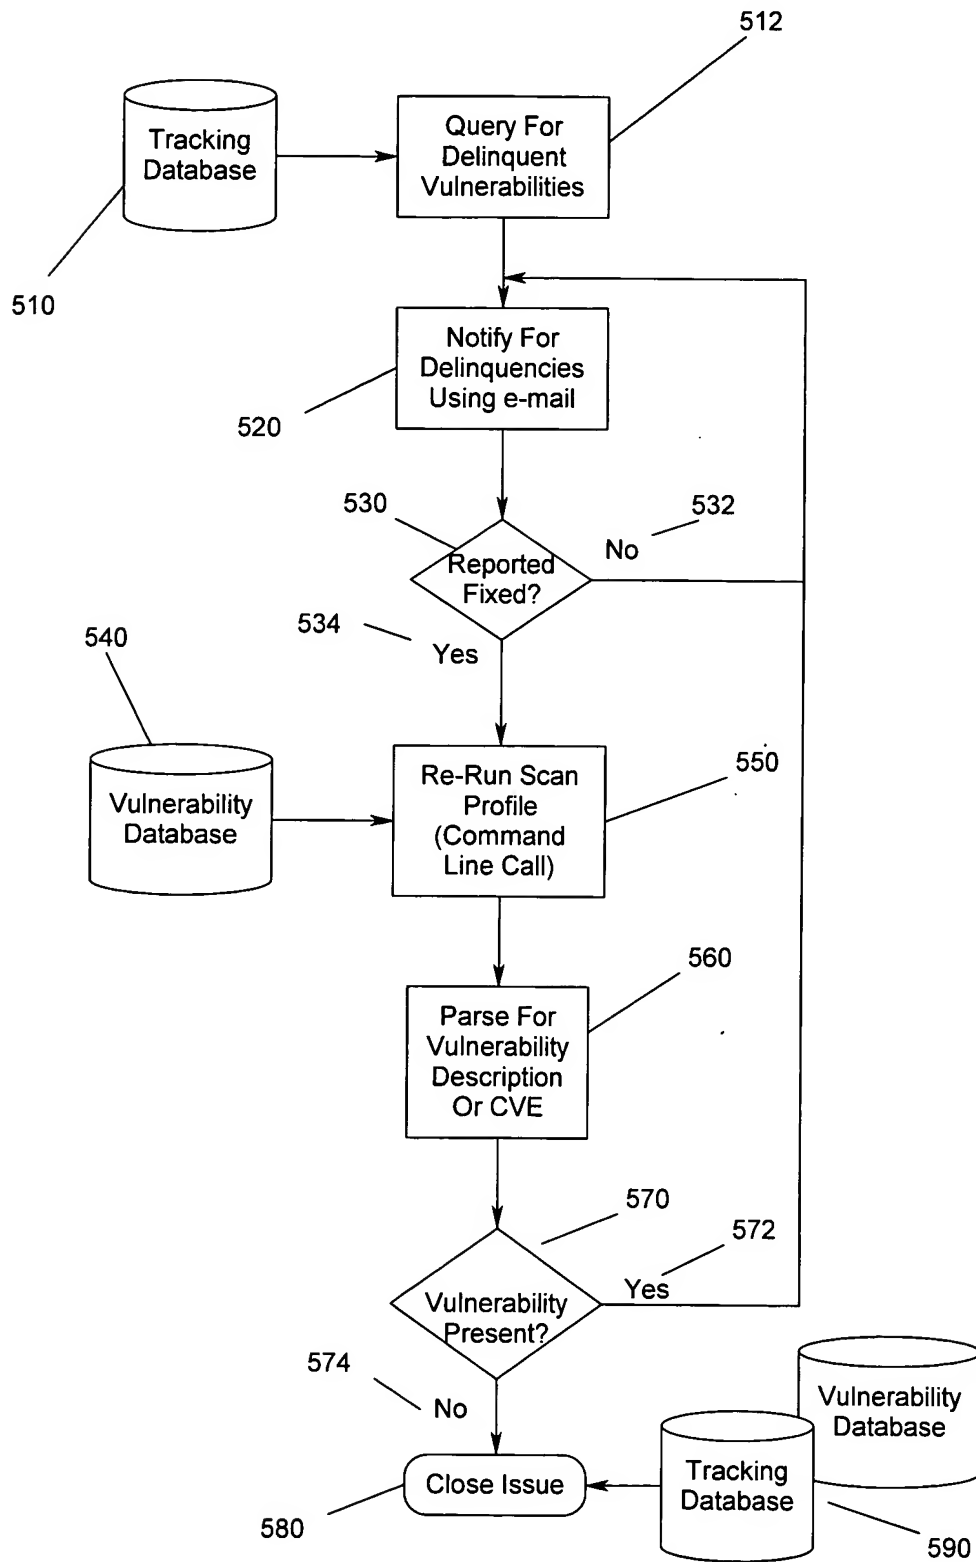 512
Tracking
Database
Query For
Delinquent
Vulnerabilities
510
Notify For
Delinquencies
Using e-mail
520
530
532
No
Reported
Fixed?
534
Yes
540
Vulnerability
Database
Re-Run Scan
Profile
(Command
Line Call)
550
560
Parse For
Vulnerability
Description
Or CVE
570
572
Yes
Vulnerability
Present?
574
No
Vulnerability
Database
Close Issue
Tracking
Database
580
590